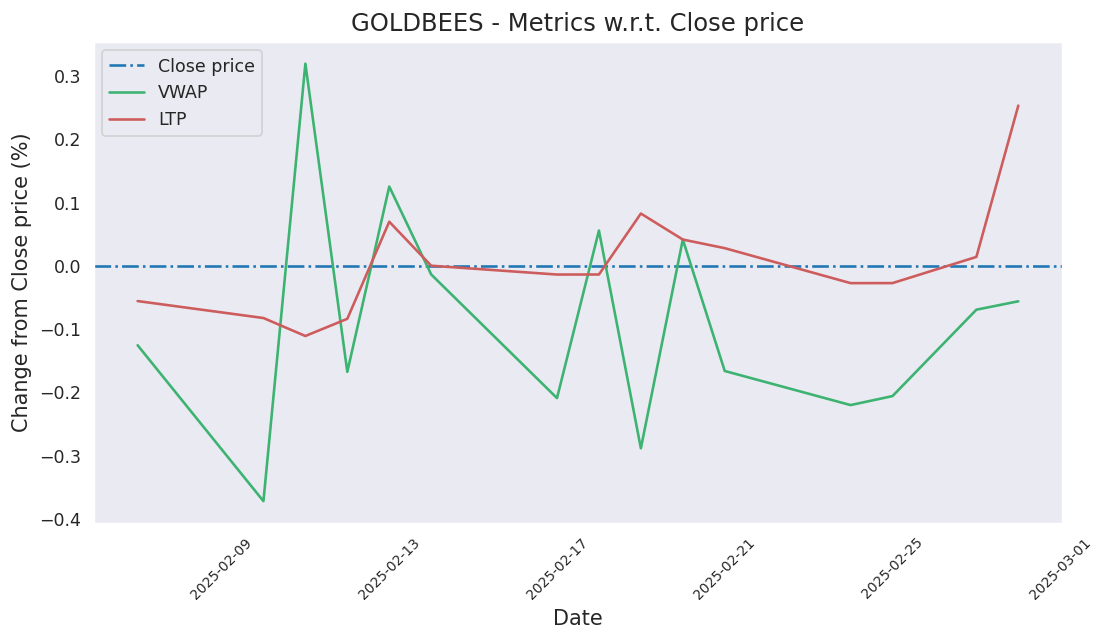 GOLDBEES - Metrics w.r.t. Close price
Close price
VWAP
LTP
Change from Close price (%)
0.3
0.2
0.1
0.0
−0.1
−0.2
−0.3
−0.4
2025-02-09
2025-02-13
2025-02-17
2025-02-21
2025-02-25
2025-03-01
Date